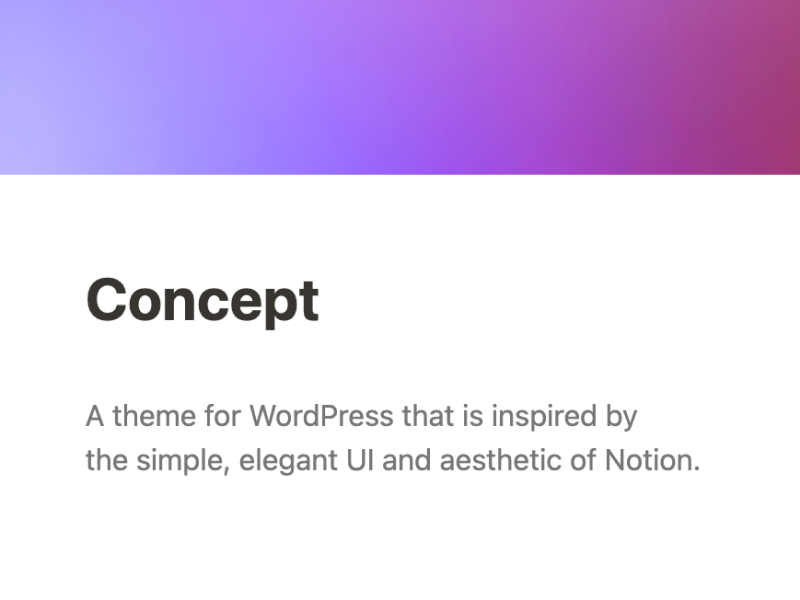 Concept
A theme for WordPress that is inspired by
the simple, elegant UI and aesthetic of Notion.